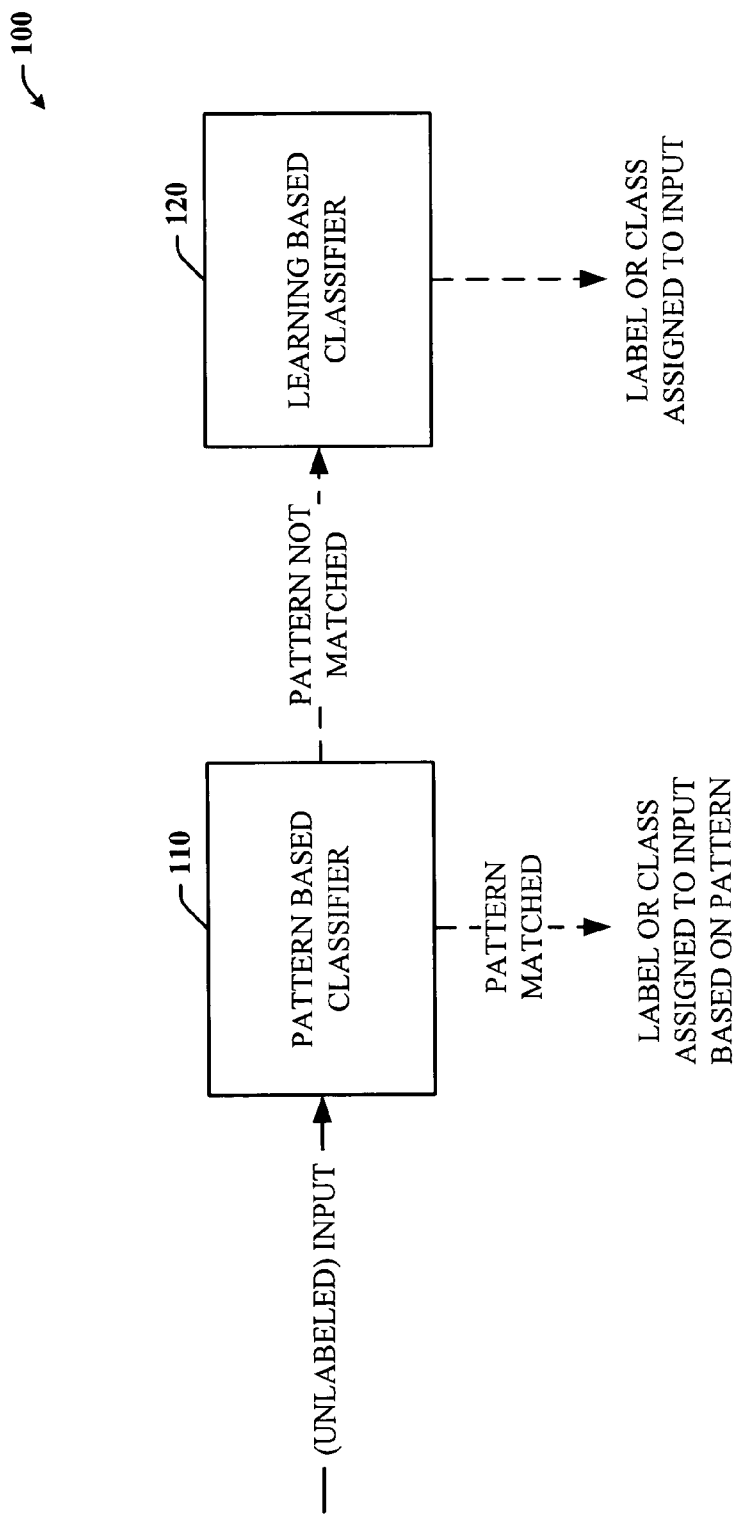 100
(UNLABELED) INPUT
110
PATTERN BASED
CLASSIFIER
PATTERN
MATCHED
LABEL OR CLASS
ASSIGNED TO INPUT
BASED ON PATTERN
PATTERN NOT
MATCHED
120
LEARNING BASED
CLASSIFIER
LABEL OR CLASS
ASSIGNED TO INPUT